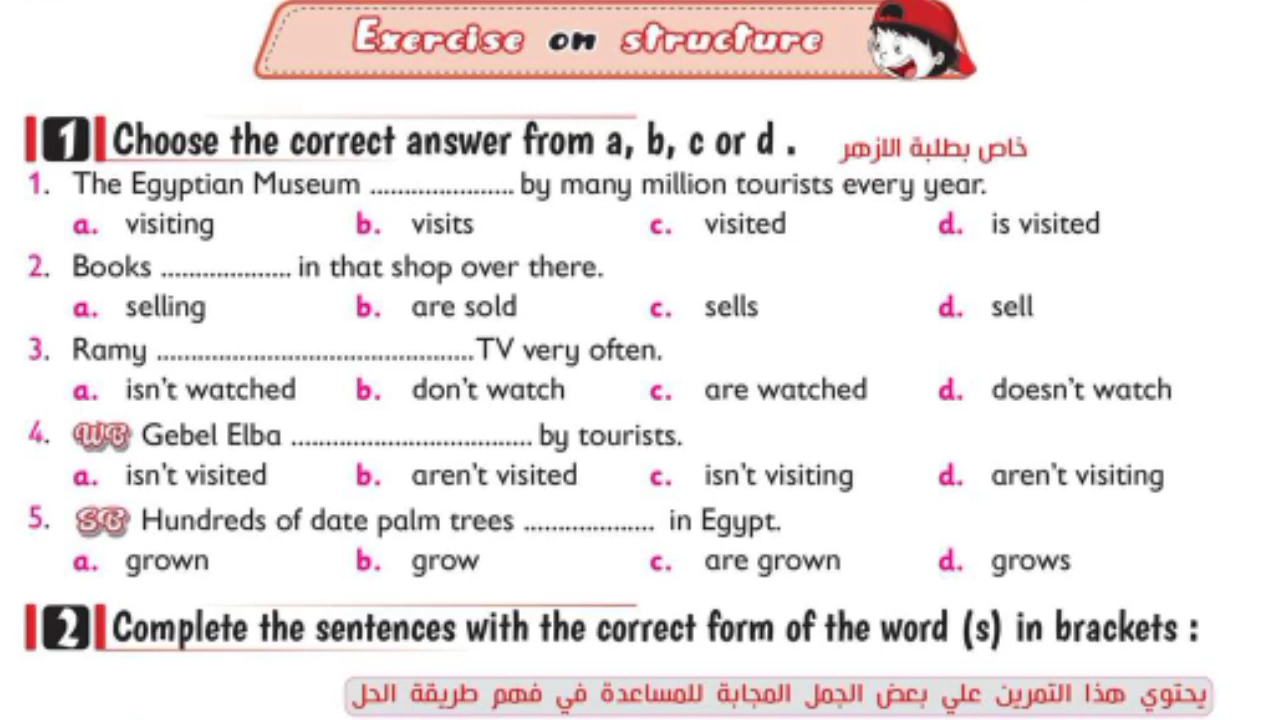 Exercise on structure
1 Choose the correct answer from a, b, c or d . خاص بطلبة الازهر
1. The Egyptian Museum ..................... by many million tourists every year.
a. visiting b. visits c. visited d. is visited
2. Books ................... in that shop over there.
a. selling b. are sold c. sells d. sell
3. Ramy ............................................... TV very often.
a. isn't watched b. don't watch c. are watched d. doesn't watch
4. WB Gebel Elba ................................... by tourists.
a. isn't visited b. aren't visited c. isn't visiting d. aren't visiting
5. SB Hundreds of date palm trees ................... in Egypt.
a. grown b. grow c. are grown d. grows
2 Complete the sentences with the correct form of the word (s) in brackets :
يحتوي هذا التمرين علي بعض الجمل المجابة للمساعدة في فهم طريقة الحل